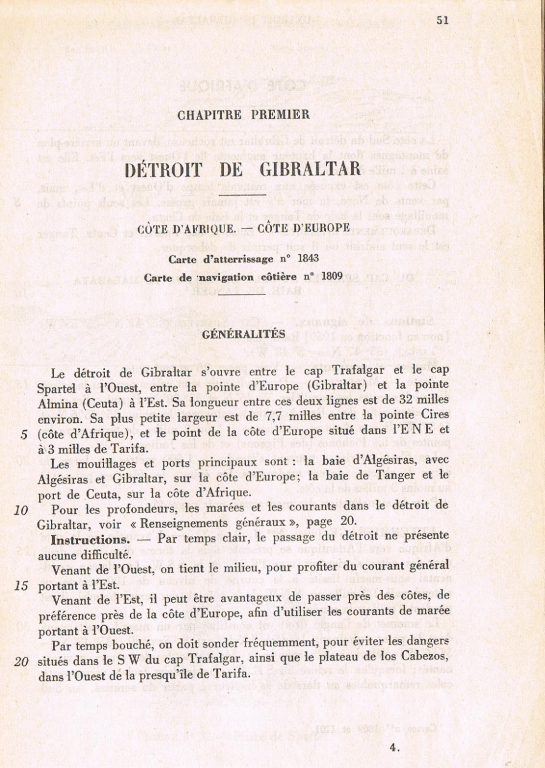 51
CHAPITRE PREMIER
DÉTROIT DE GIBRALTAR
CÔTE D'AFRIQUE. — CÔTE D'EUROPE
Carte d'atterrissage n° 1843
Carte de navigation côtière n° 1809
GÉNÉRALITÉS
Le détroit de Gibraltar s'ouvre entre le cap Trafalgar et le cap
Spartel à l'Ouest, entre la pointe d'Europe (Gibraltar) et la pointe
Almina (Ceuta) à l'Est. Sa longueur entre ces deux lignes est de 32 milles
environ. Sa plus petite largeur est de 7,7 milles entre la pointe Cires
5 (côte d'Afrique), et le point de la côte d'Europe situé dans l'E N E et
à 3 milles de Tarifa.
Les mouillages et ports principaux sont : la baie d'Algésiras, avec
Algésiras et Gibraltar, sur la côte d'Europe; la baie de Tanger et le
port de Ceuta, sur la côte d'Afrique.
10 Pour les profondeurs, les marées et les courants dans le détroit de
Gibraltar, voir « Renseignements généraux », page 20.
Instructions. — Par temps clair, le passage du détroit ne présente
aucune difficulté.
Venant de l'Ouest, on tient le milieu, pour profiter du courant général
15 portant à l'Est.
Venant de l'Est, il peut être avantageux de passer près des côtes, de
préférence près de la côte d'Europe, afin d'utiliser les courants de marée
portant à l'Ouest.
Par temps bouché, on doit sonder fréquemment, pour éviter les dangers
20 situés dans le S W du cap Trafalgar, ainsi que le plateau de los Cabezos,
dans l'Ouest de la presqu'île de Tarifa.
4.